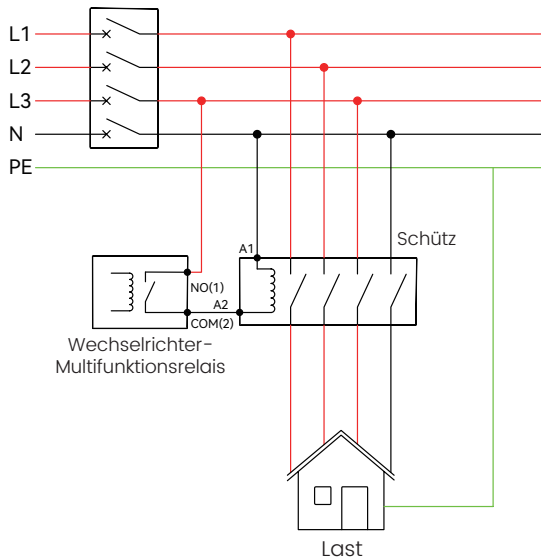 L1
L2
L3
N
PE
Schütz
A1
NO(1)
A2
COM(2)
Wechselrichter-
Multifunktionsrelais
Last